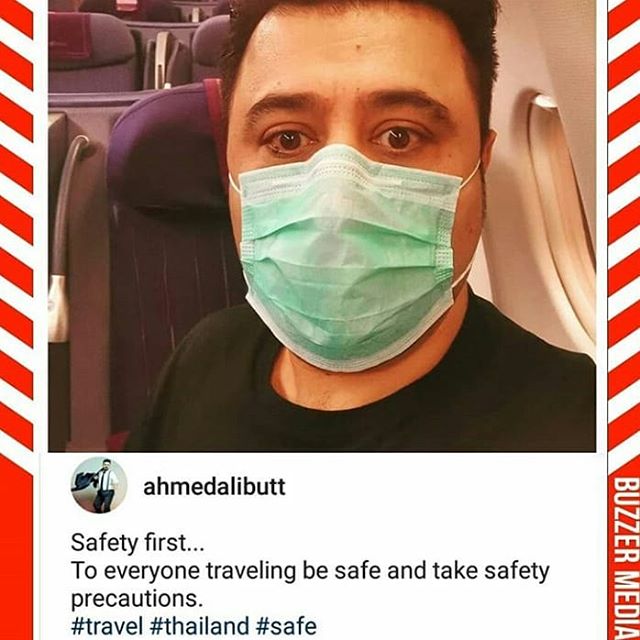 ahmedalibutt
Safety first...
To everyone traveling be safe and take safety
precautions.
#travel #thailand #safe
BUZZER MEDIA